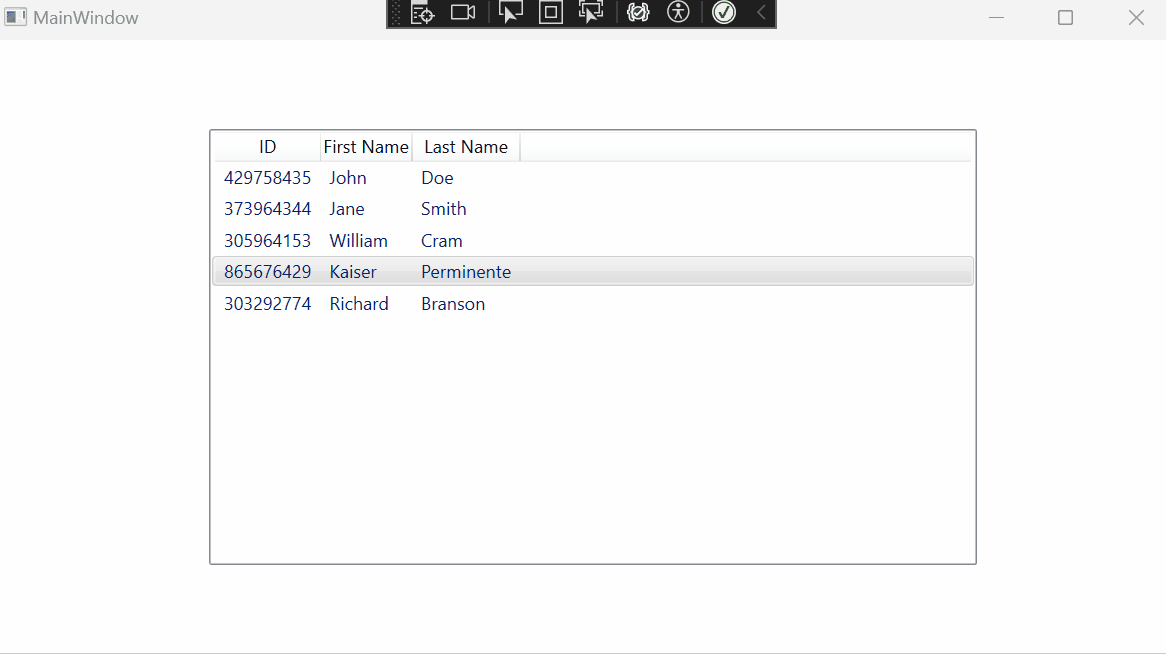 MainWindow
ID First Name Last Name
429758435 John Doe
373964344 Jane Smith
305964153 William Cram
865676429 Kaiser Perminente
303292774 Richard Branson